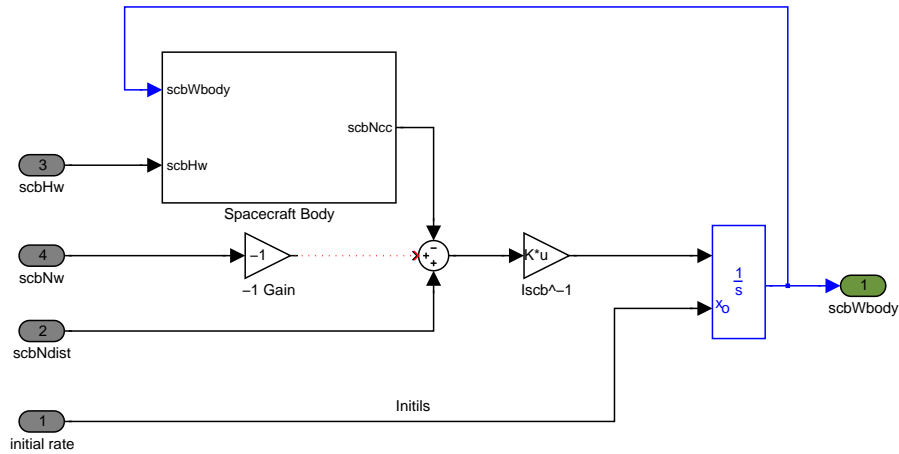 scbWbody
scbNcc
scbHw
3
scbHw
Spacecraft Body
−
+
+
4
scbNw
−1
−1 Gain
K*u
Iscb^−1
1
s
xo
1
scbWbody
2
scbNdist
Initils
1
initial rate